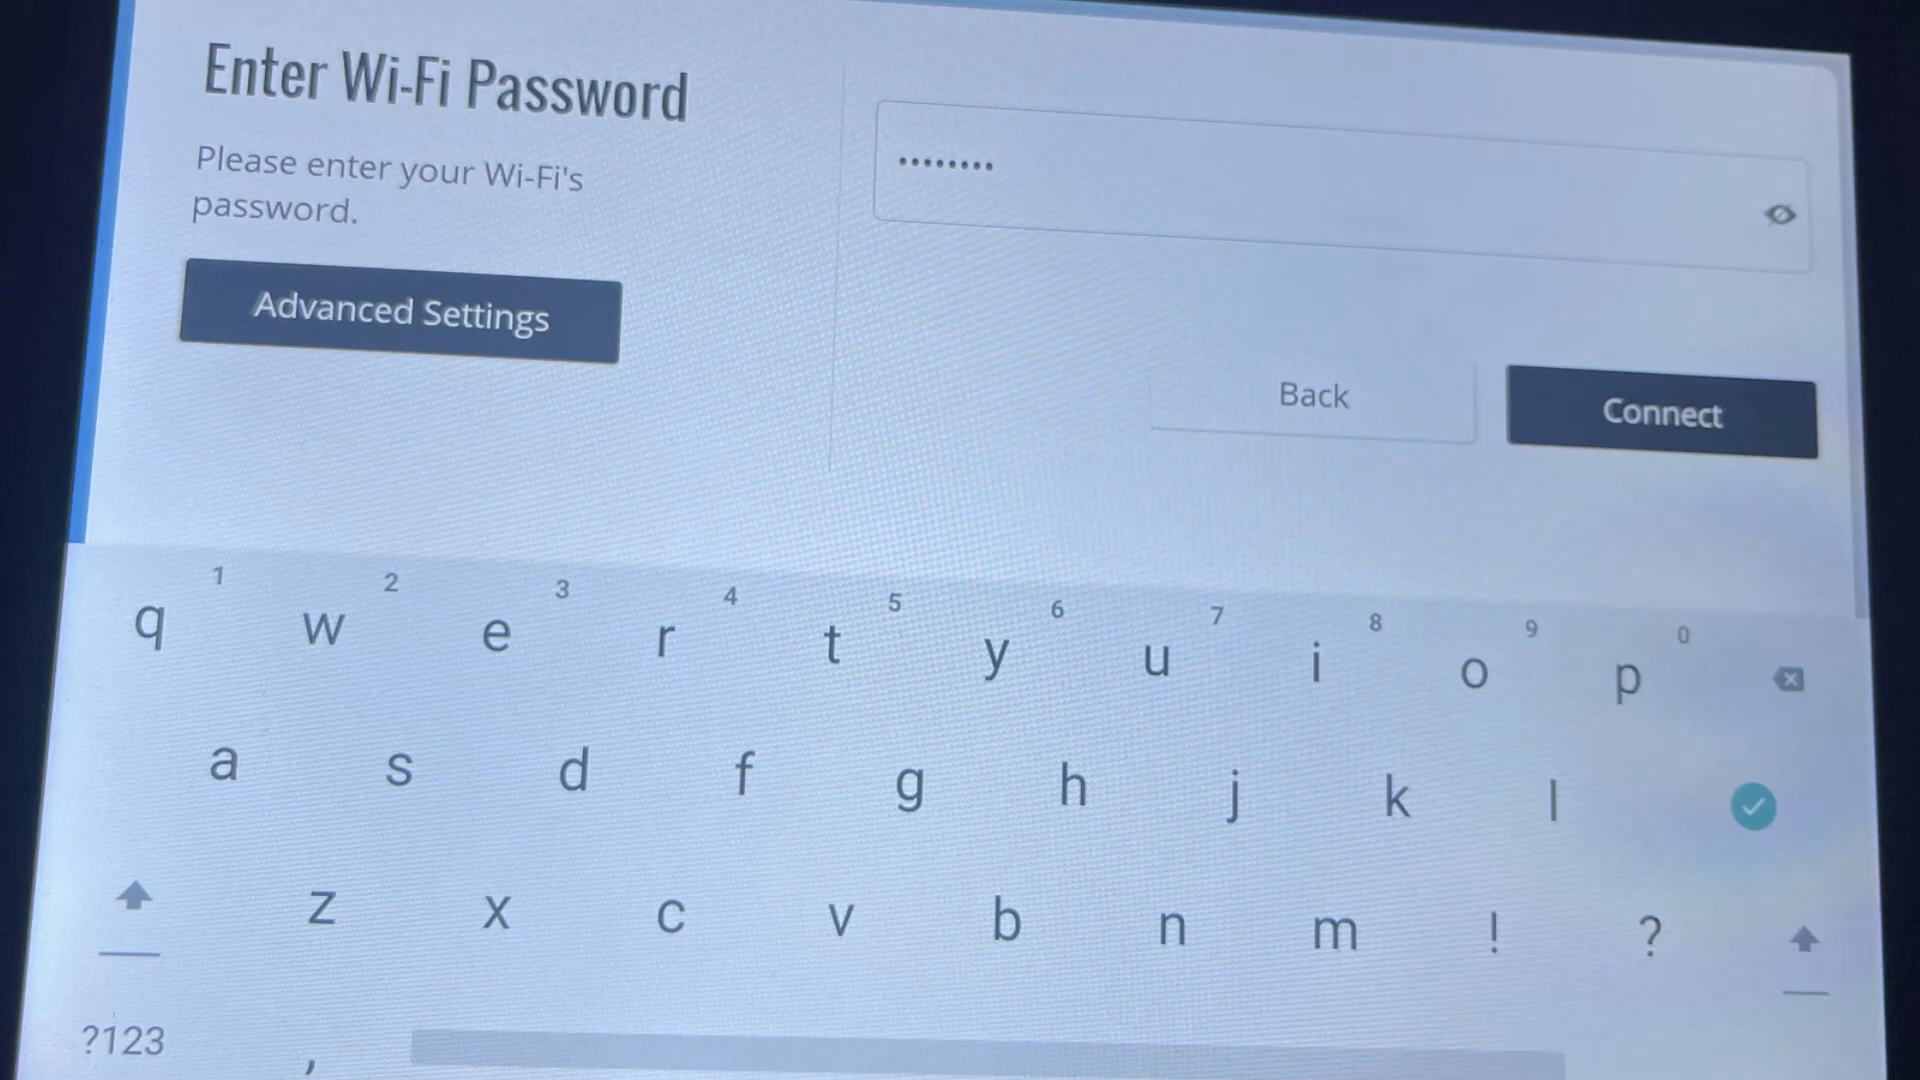 Enter Wi-Fi Password
Please enter your Wi-Fi's
password.
Advanced Settings
••••••••
Back
Connect
1 2 3 4 5 6 7 8 9 0
q w e r t y u i o p
a s d f g h j k l
z x c v b n m ! ?
?123 ,